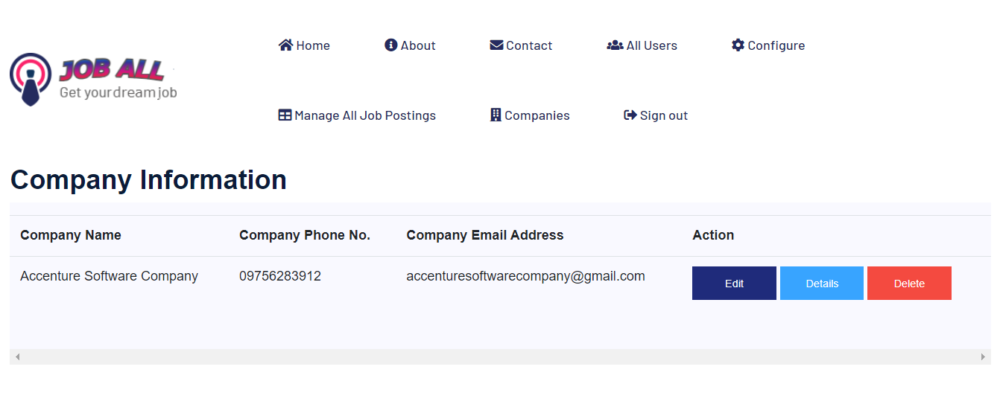 Home About Contact All Users Configure
JOB ALL
Get your dream job
Manage All Job Postings Companies Sign out
Company Information
Company Name Company Phone No. Company Email Address Action
Accenture Software Company 09756283912 accenturesoftwarecompany@gmail.com Edit Details Delete